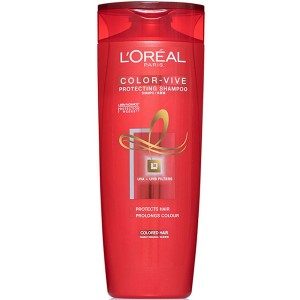 L'ORÉAL
PARIS
COLOR-VIVE
PROTECTING SHAMPOO
UVA + UVB FILTERS
PROTECTS HAIR
PROLONGS COLOUR
COLORED HAIR